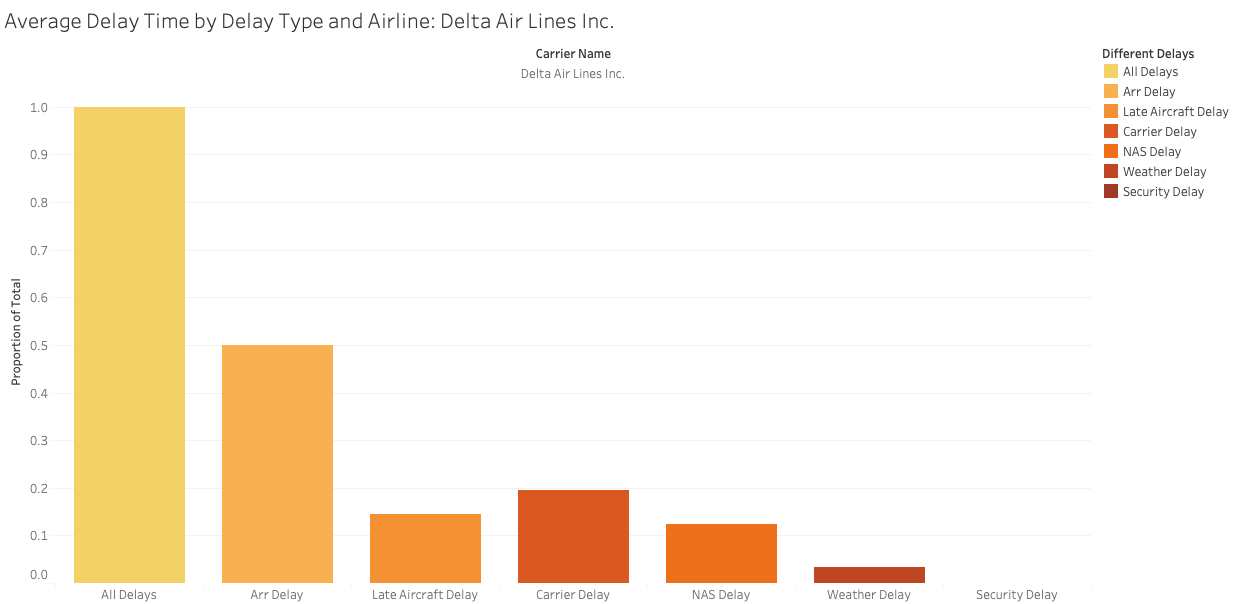 Average Delay Time by Delay Type and Airline: Delta Air Lines Inc.
Carrier Name
Delta Air Lines Inc.
Different Delays
All Delays
Arr Delay
Late Aircraft Delay
Carrier Delay
NAS Delay
Weather Delay
Security Delay
Proportion of Total
1.0
0.9
0.8
0.7
0.6
0.5
0.4
0.3
0.2
0.1
0.0
All Delays
Arr Delay
Late Aircraft Delay
Carrier Delay
NAS Delay
Weather Delay
Security Delay